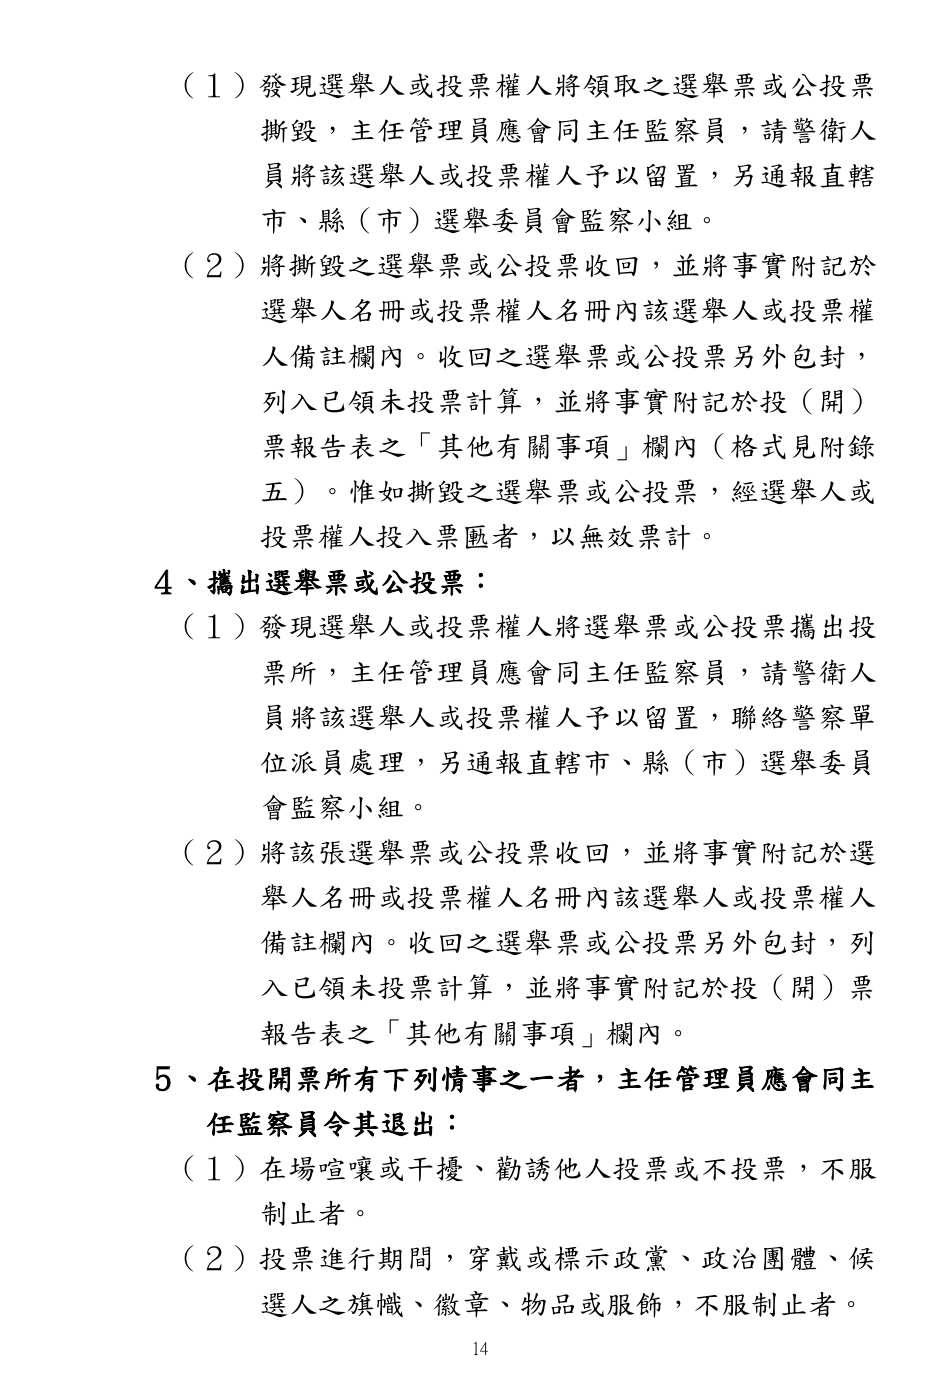 （１）發現選舉人或投票權人將領取之選舉票或公投票
撕毀，主任管理員應會同主任監察員，請警衛人
員將該選舉人或投票權人予以留置，另通報直轄
市、縣（市）選舉委員會監察小組。
（２）將撕毀之選舉票或公投票收回，並將事實附記於
選舉人名冊或投票權人名冊內該選舉人或投票權
人備註欄內。收回之選舉票或公投票另外包封，
列入已領未投票計算，並將事實附記於投（開）
票報告表之「其他有關事項」欄內（格式見附錄
五）。惟如撕毀之選舉票或公投票，經選舉人或
投票權人投入票匭者，以無效票計。
４、攜出選舉票或公投票：
（１）發現選舉人或投票權人將選舉票或公投票攜出投
票所，主任管理員應會同主任監察員，請警衛人
員將該選舉人或投票權人予以留置，聯絡警察單
位派員處理，另通報直轄市、縣（市）選舉委員
會監察小組。
（２）將該張選舉票或公投票收回，並將事實附記於選
舉人名冊或投票權人名冊內該選舉人或投票權人
備註欄內。收回之選舉票或公投票另外包封，列
入已領未投票計算，並將事實附記於投（開）票
報告表之「其他有關事項」欄內。
５、在投開票所有下列情事之一者，主任管理員應會同主
任監察員令其退出：
（１）在場喧嚷或干擾、勸誘他人投票或不投票，不服
制止者。
（２）投票進行期間，穿戴或標示政黨、政治團體、候
選人之旗幟、徽章、物品或服飾，不服制止者。
14